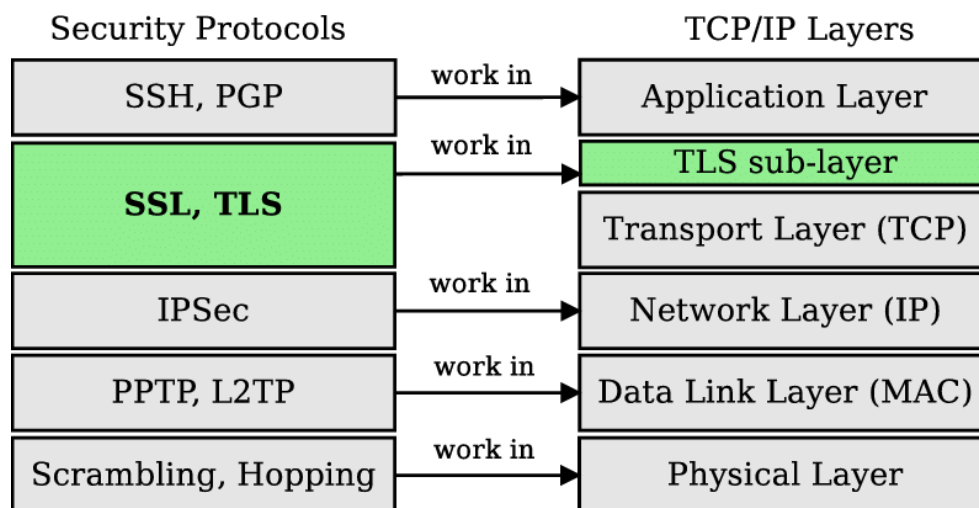 Security Protocols
TCP/IP Layers
SSH, PGP
work in
Application Layer
SSL, TLS
work in
TLS sub-layer
Transport Layer (TCP)
IPSec
work in
Network Layer (IP)
PPTP, L2TP
work in
Data Link Layer (MAC)
Scrambling, Hopping
work in
Physical Layer